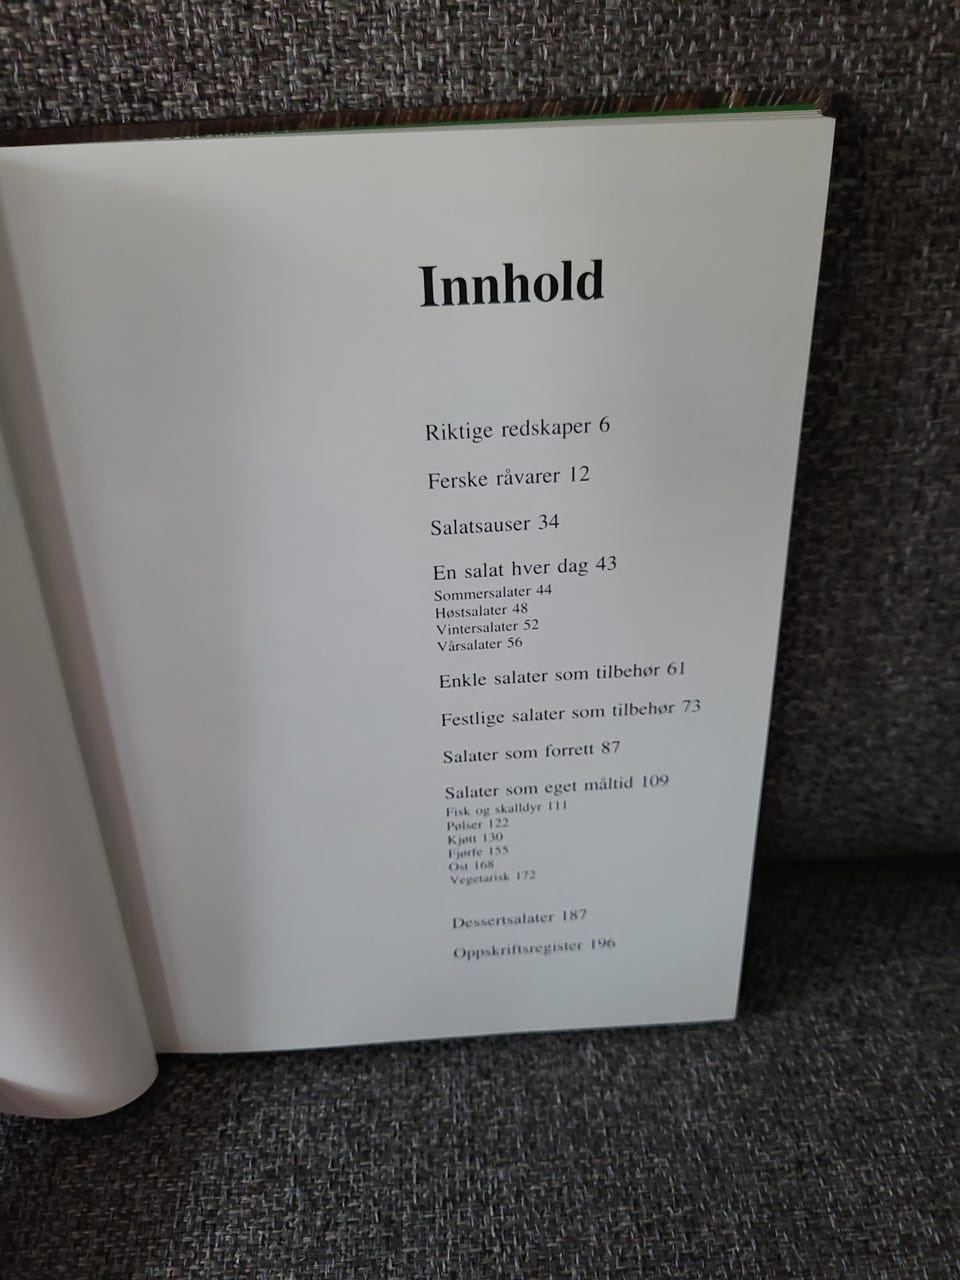 Innhold
Riktige redskaper 6
Ferske råvarer 12
Salatsauser 34
En salat hver dag 43
Sommersalater 44
Høstsalater 48
Vintersalater 52
Vårsalater 56
Enkle salater som tilbehør 61
Festlige salater som tilbehør 73
Salater som forrett 87
Salater som eget måltid 109
Fisk og skalldyr 111
Pølser 122
Kjøtt 130
Fjørfe 155
Ost 168
Vegetarisk 172
Dessertsalater 187
Oppskriftsregister 196